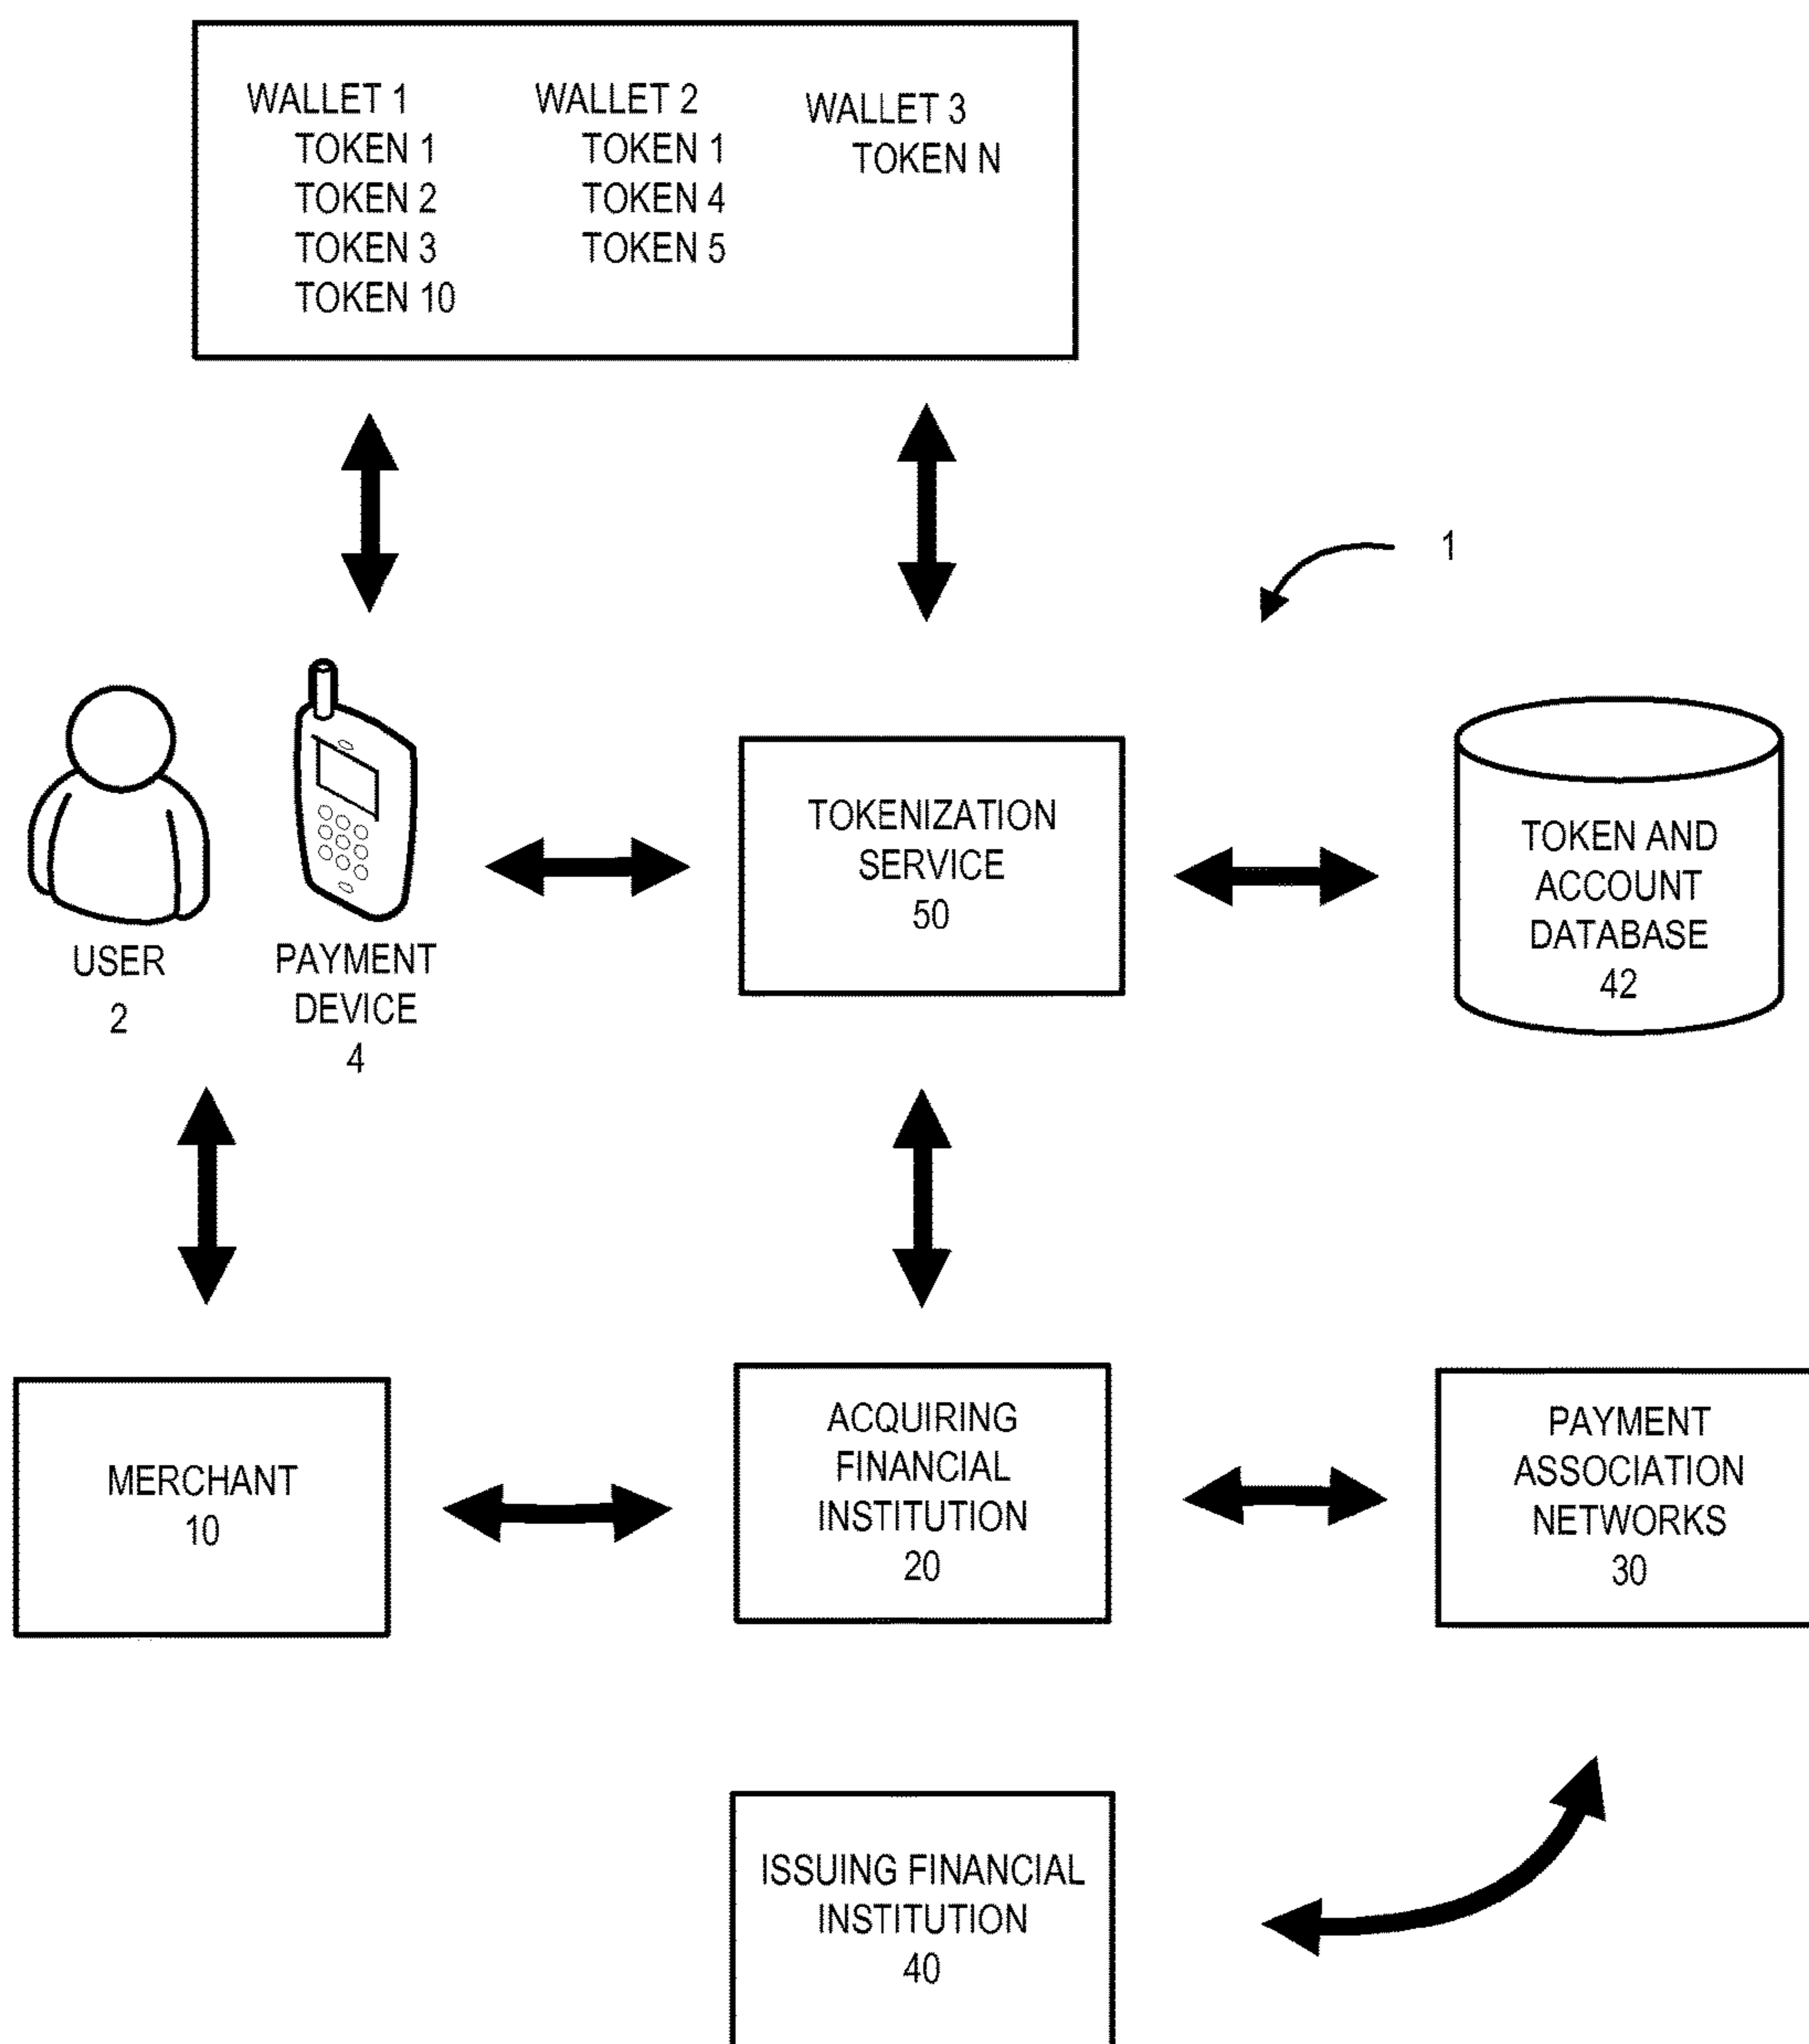 WALLET 1
TOKEN 1
TOKEN 2
TOKEN 3
TOKEN 10
WALLET 2
TOKEN 1
TOKEN 4
TOKEN 5
WALLET 3
TOKEN N
1
USER
2
PAYMENT
DEVICE
4
TOKENIZATION
SERVICE
50
TOKEN AND
ACCOUNT
DATABASE
42
MERCHANT
10
ACQUIRING
FINANCIAL
INSTITUTION
20
PAYMENT
ASSOCIATION
NETWORKS
30
ISSUING FINANCIAL
INSTITUTION
40